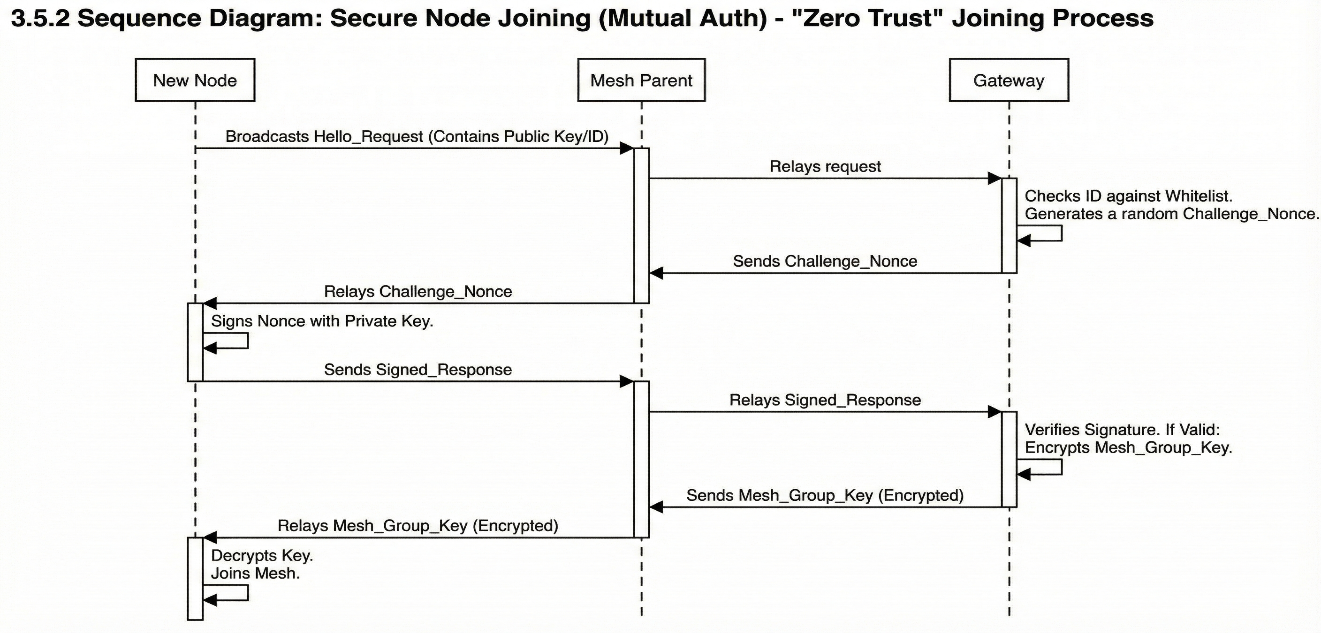 3.5.2 Sequence Diagram: Secure Node Joining (Mutual Auth) - "Zero Trust" Joining Process
New Node
Mesh Parent
Gateway
Broadcasts Hello_Request (Contains Public Key/ID)
Relays request
Checks ID against Whitelist.
Generates a random Challenge_Nonce.
Sends Challenge_Nonce
Relays Challenge_Nonce
Signs Nonce with Private Key.
Sends Signed_Response
Relays Signed_Response
Verifies Signature. If Valid:
Encrypts Mesh_Group_Key.
Sends Mesh_Group_Key (Encrypted)
Relays Mesh_Group_Key (Encrypted)
Decrypts Key.
Joins Mesh.